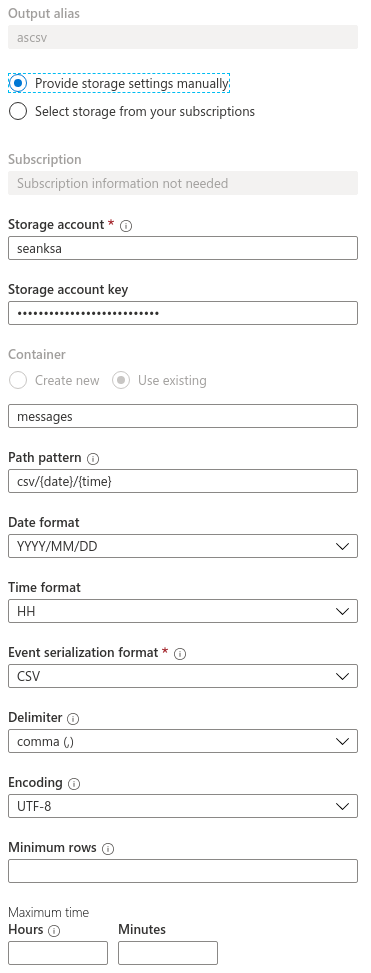 Output alias
ascsv
Provide storage settings manually
Select storage from your subscriptions
Subscription
Subscription information not needed
Storage account *
seanksa
Storage account key
••••••••••••••••••••••••••••
Container
Create new Use existing
messages
Path pattern
csv/{date}/{time}
Date format
YYYY/MM/DD
Time format
HH
Event serialization format *
CSV
Delimiter
comma (,)
Encoding
UTF-8
Minimum rows
Maximum time
Hours Minutes